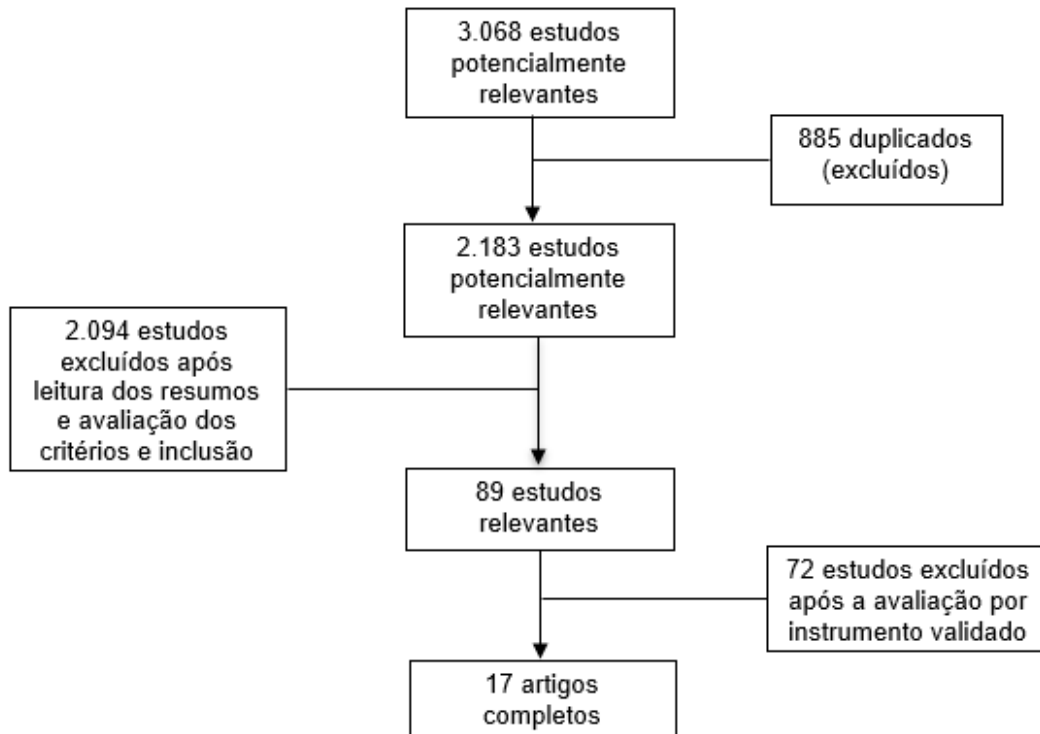 3.068 estudos
potencialmente
relevantes
885 duplicados
(excluídos)
2.183 estudos
potencialmente
relevantes
2.094 estudos
excluídos após
leitura dos resumos
e avaliação dos
critérios e inclusão
89 estudos
relevantes
72 estudos excluídos
após a avaliação por
instrumento validado
17 artigos
completos